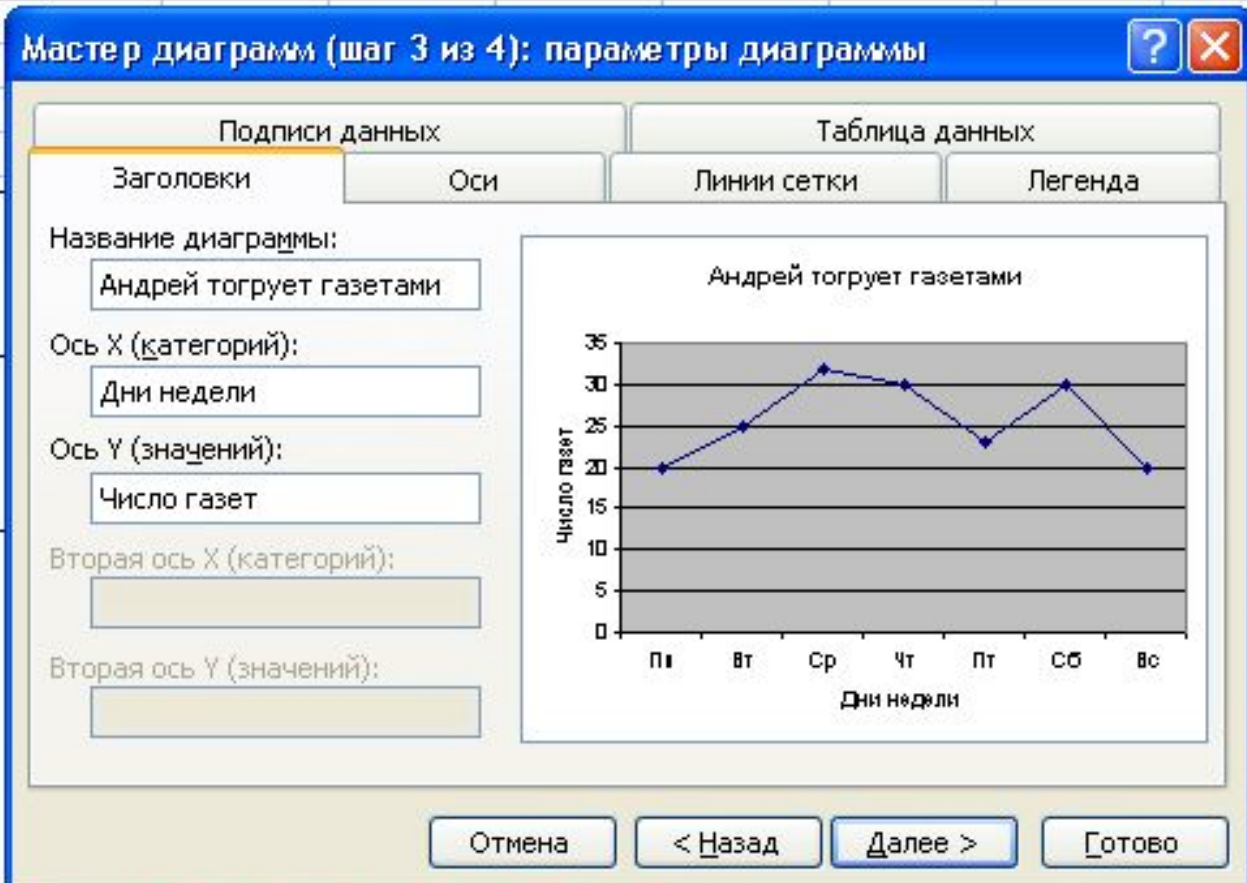 Мастер диаграмм (шаг 3 из 4): параметры диаграммы
Подписи данных
Таблица данных
Заголовки
Оси
Линии сетки
Легенда
Название диаграммы:
Андрей тогрует газетами
Ось X (категорий):
Дни недели
Ось Y (значений):
Число газет
Вторая ось X (категорий):
Вторая ось Y (значений):
Андрей тогрует газетами
Число газет
35
30
25
20
15
10
5
0
Пн Вт Ср Чт Пт Сб Вс
Дни недели
Отмена
< Назад
Далее >
Готово